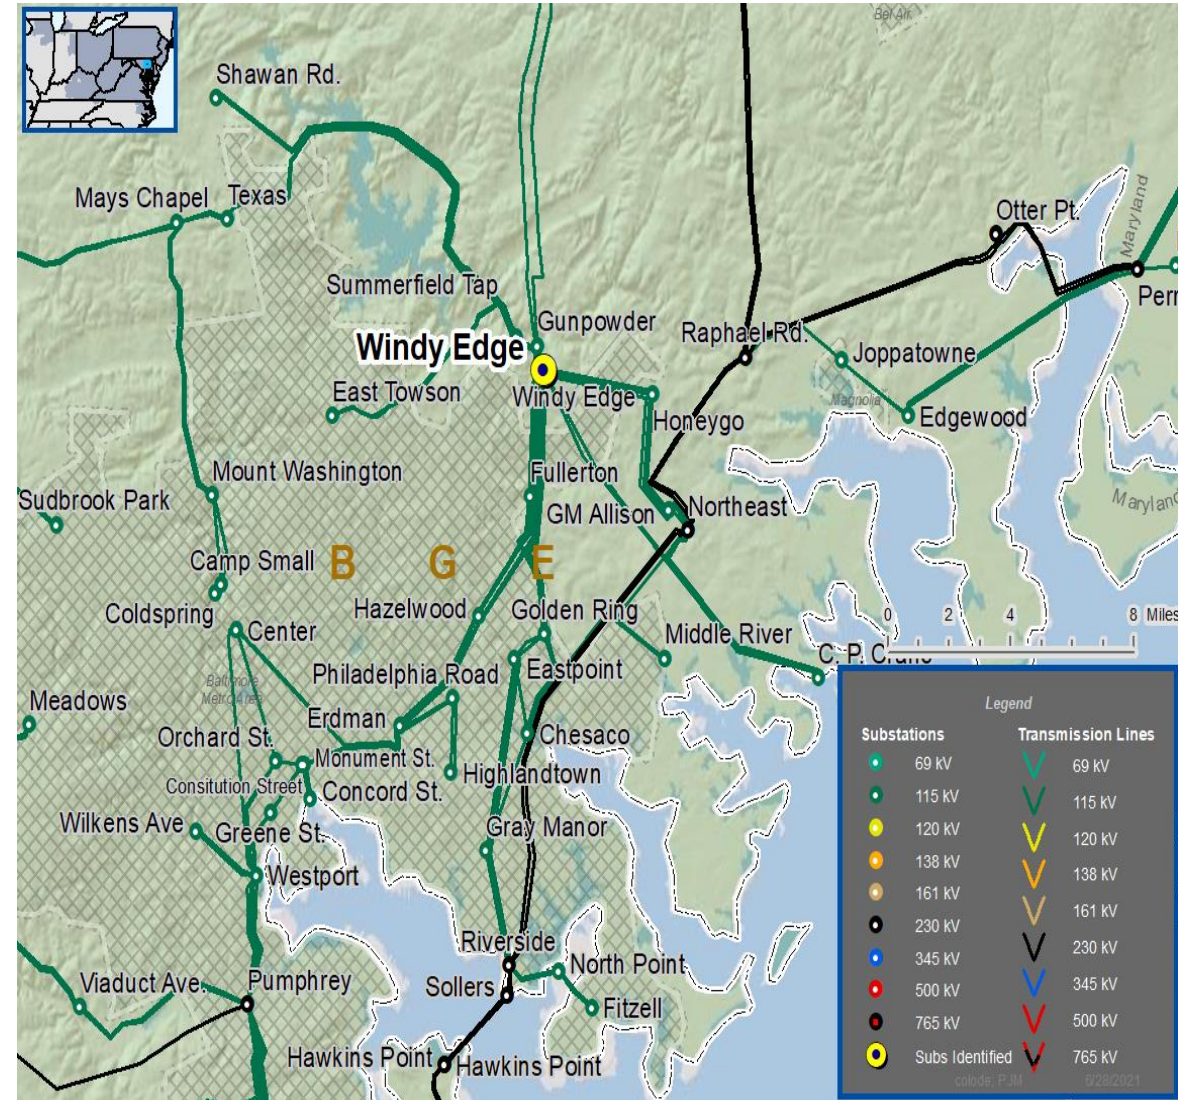 Bel Air
Shawan Rd.
Mays Chapel
Texas
Otter Pt.
Maryland
Summerfield Tap
Perr
Gunpowder
Windy Edge
Raphael Rd.
Joppatowne
East Towson
Windy Edge
Magnolia
Edgewood
Honeygo
Mount Washington
Fullerton
Sudbrook Park
GM Allison
Northeast
Maryland
B G E
Camp Small
Coldspring
Hazelwood
Golden Ring
0 2 4 8 Miles
Center
Middle River
C. P. Crane
Philadelphia Road
Eastpoint
Baltimore
Metro Area
Meadows
Erdman
Orchard St.
Chesaco
Monument St.
Highlandtown
Consitution Street
Concord St.
Wilkens Ave
Greene St.
Gray Manor
Westport
Riverside
North Point
Viaduct Ave.
Pumphrey
Sollers
Fitzell
Hawkins Point
Hawkins Point
Legend
Substations
Transmission Lines
69 kV
69 kV
115 kV
115 kV
120 kV
120 kV
138 kV
138 kV
161 kV
161 kV
230 kV
230 kV
345 kV
345 kV
500 kV
500 kV
765 kV
765 kV
Subs Identified
colode: PJM
6/28/2021